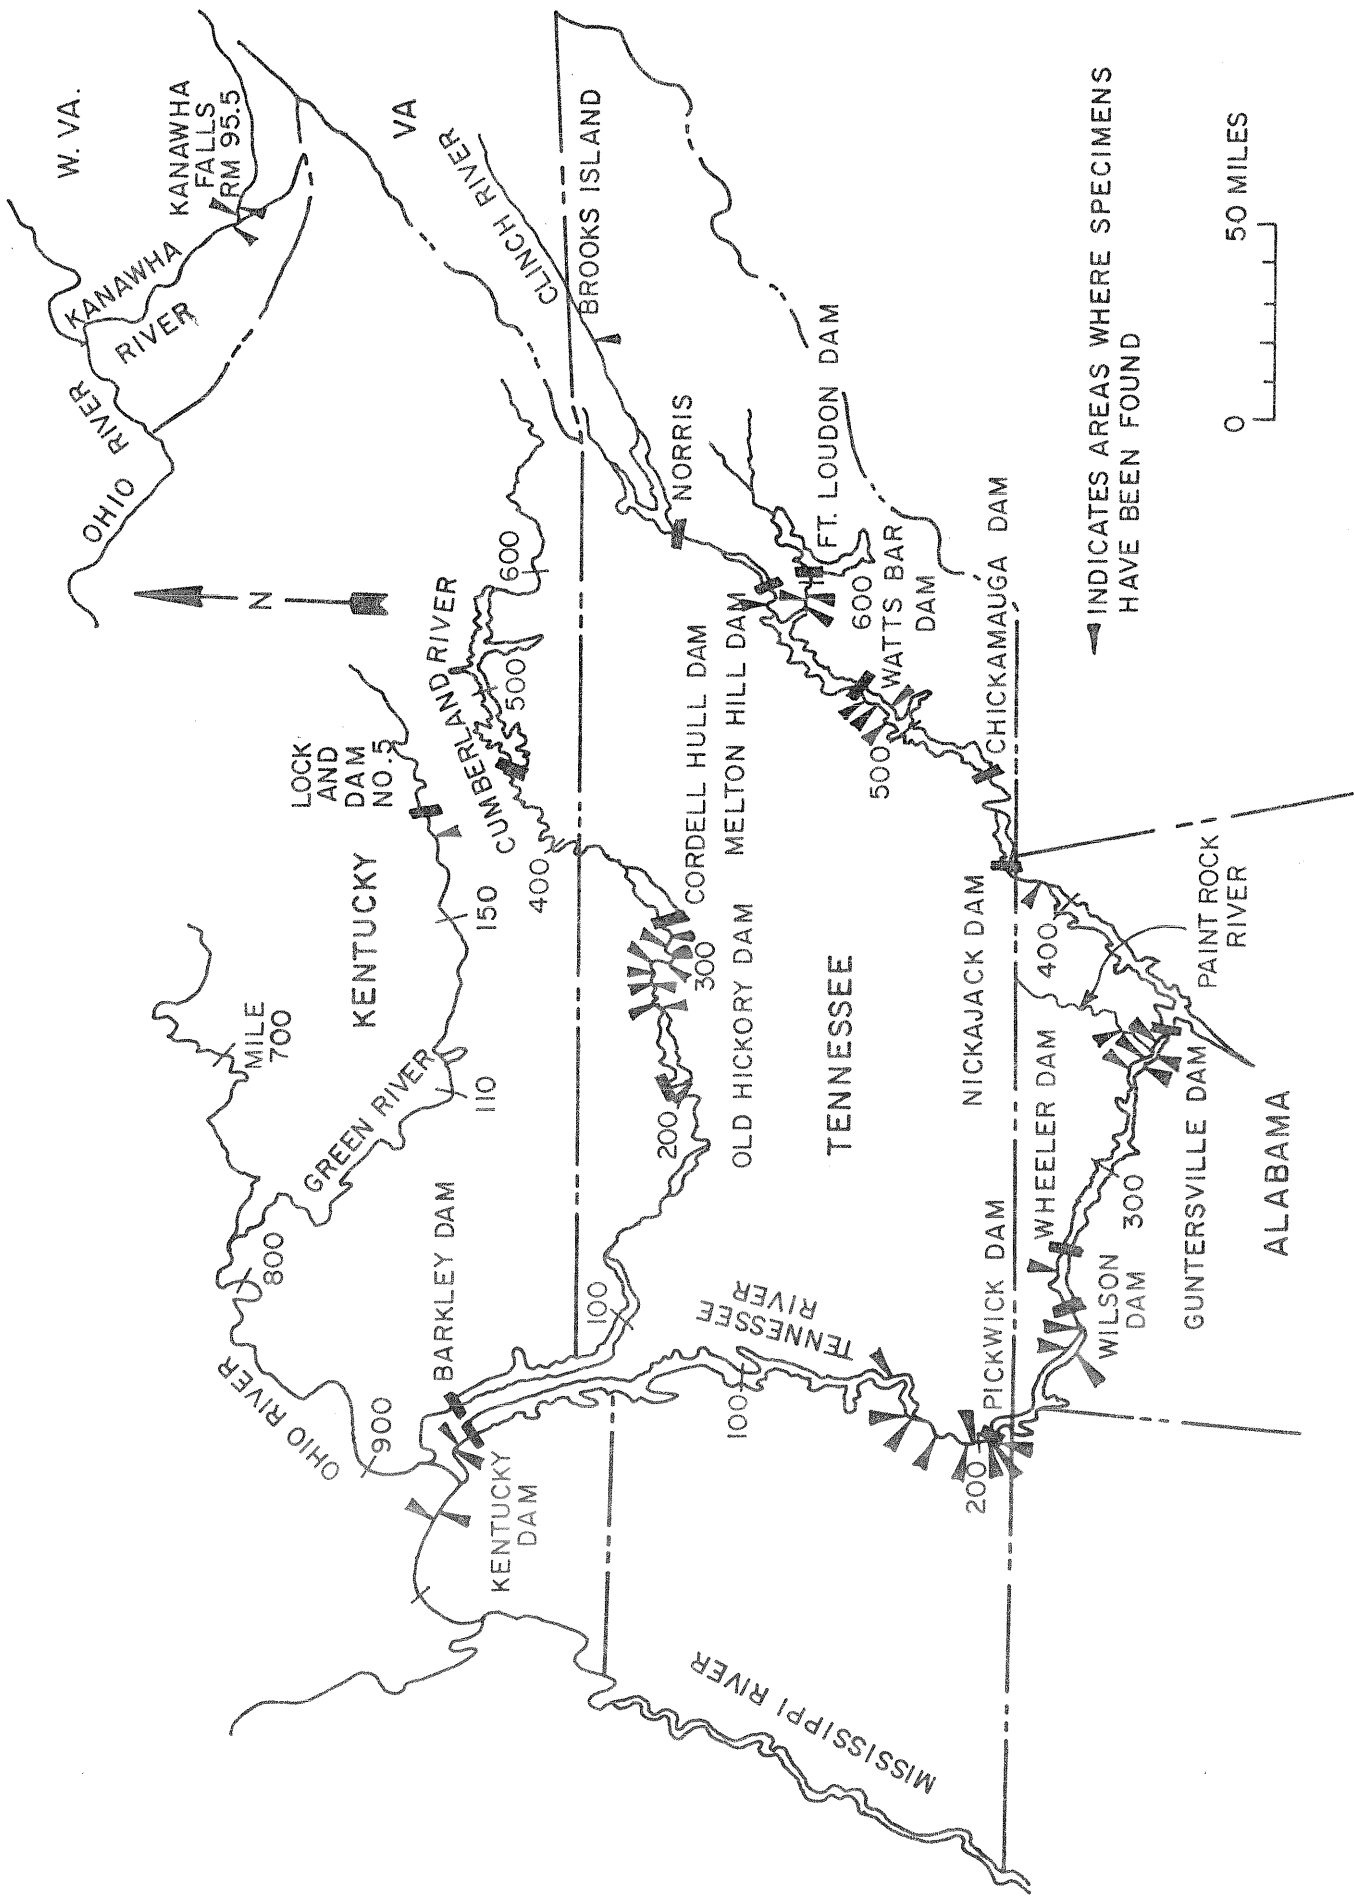 W. VA.
KANAWHA
FALLS
RM 95.5
KANAWHA
RIVER
OHIO
RIVER
VA
CLINCH RIVER
BROOKS ISLAND
N
LOCK
AND
DAM
NO. 5
KENTUCKY
CUMBERLAND RIVER
600
500
400
MILE
700
GREEN RIVER
150
110
800
OHIO RIVER
900
BARKLEY DAM
KENTUCKY
DAM
NORRIS
FT. LOUDON DAM
600
WATTS BAR
DAM
MELTON HILL DAM
CORDELL HULL DAM
300
OLD HICKORY DAM
200
100
TENNESSEE
500
CHICKAMAUGA DAM
NICKAJACK DAM
400
PAINT ROCK
RIVER
TENNESSEE
RIVER
100
PICKWICK DAM
200
WHEELER DAM
WILSON
DAM
300
GUNTERSVILLE DAM
ALABAMA
MISSISSIPPI RIVER
INDICATES AREAS WHERE SPECIMENS
HAVE BEEN FOUND
0 50 MILES